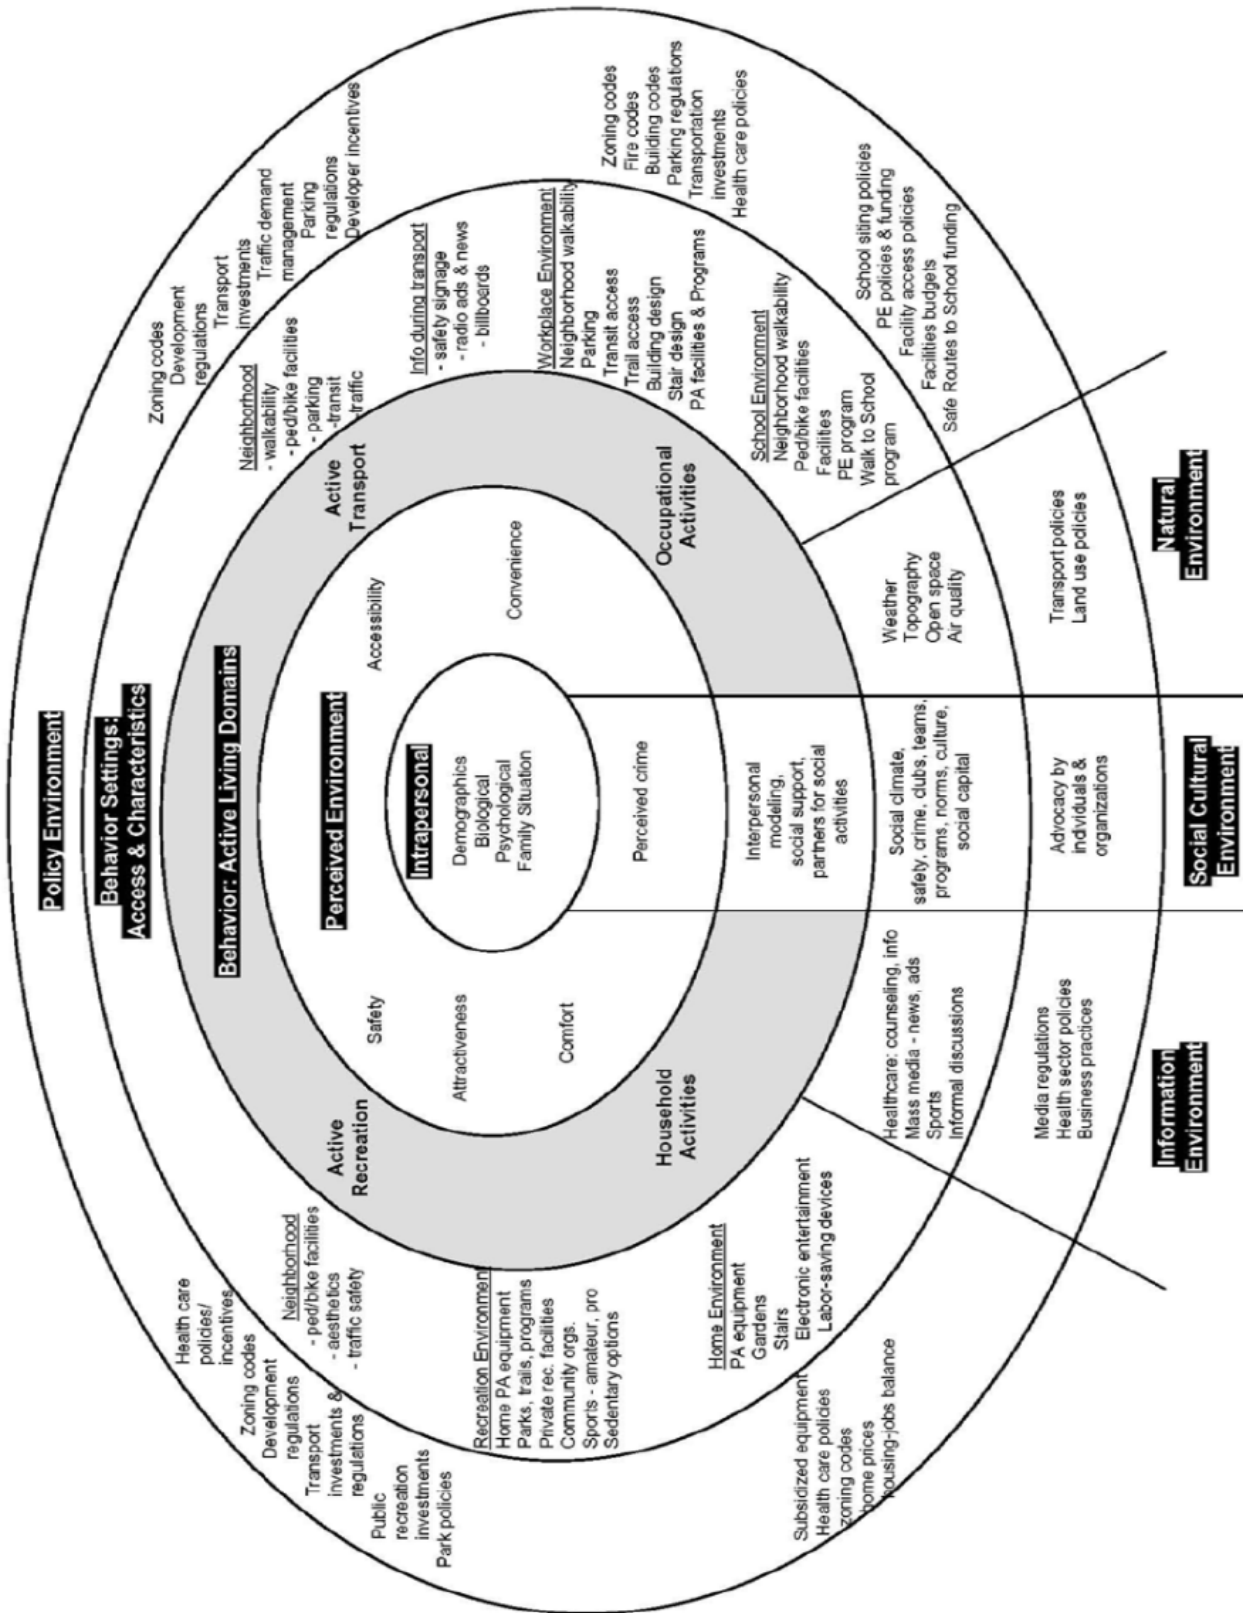 Policy Environment
Behavior Settings:
Access & Characteristics
Behavior: Active Living Domains
Perceived Environment
Intrapersonal
Demographics
Biological
Psychological
Family Situation
Safety
Attractiveness
Comfort
Accessibility
Convenience
Perceived crime
Active
Recreation
Active
Transport
Household
Activities
Occupational
Activities
Interpersonal
modeling,
social support,
partners for social
activities
Health care
policies/
incentives
Zoning codes
Development
regulations
Transport
investments &
regulations
Public
recreation
investments
Park policies
Neighborhood
- ped/bike facilities
- aesthetics
- traffic safety
Recreation Environment
Home PA equipment
Parks, trails, programs
Private rec. facilities
Community orgs.
Sports - amateur, pro
Sedentary options
Home Environment
PA equipment
Gardens
Stairs
Electronic entertainment
Labor-saving devices
Subsidized equipment
Health care policies
zoning codes
home prices
housing-jobs balance
Zoning codes
Development
regulations
Transport
investments
Traffic demand
management
Parking
regulations
Developer incentives
Neighborhood
- walkability
- ped/bike facilities
- parking
-transit
-traffic
Info during transport
- safety signage
- radio ads & news
- billboards
Workplace Environment
Neighborhood walkability
Parking
Transit access
Trail access
Building design
Stair design
PA facilities & Programs
Zoning codes
Fire codes
Building codes
Parking regulations
Transportation
investments
Health care policies
School Environment
Neighborhood walkability
Ped/bike facilities
Facilities
PE program
Walk to School
program
School siting policies
PE policies & funding
Facility access policies
Facilities budgets
Safe Routes to School funding
Healthcare: counseling, info
Mass media - news, ads
Sports
Informal discussions
Social climate,
safety, crime, clubs, teams,
programs, norms, culture,
social capital
Weather
Topography
Open space
Air quality
Media regulations
Health sector policies
Business practices
Advocacy by
individuals &
organizations
Transport policies
Land use policies
Information
Environment
Social Cultural
Environment
Natural
Environment